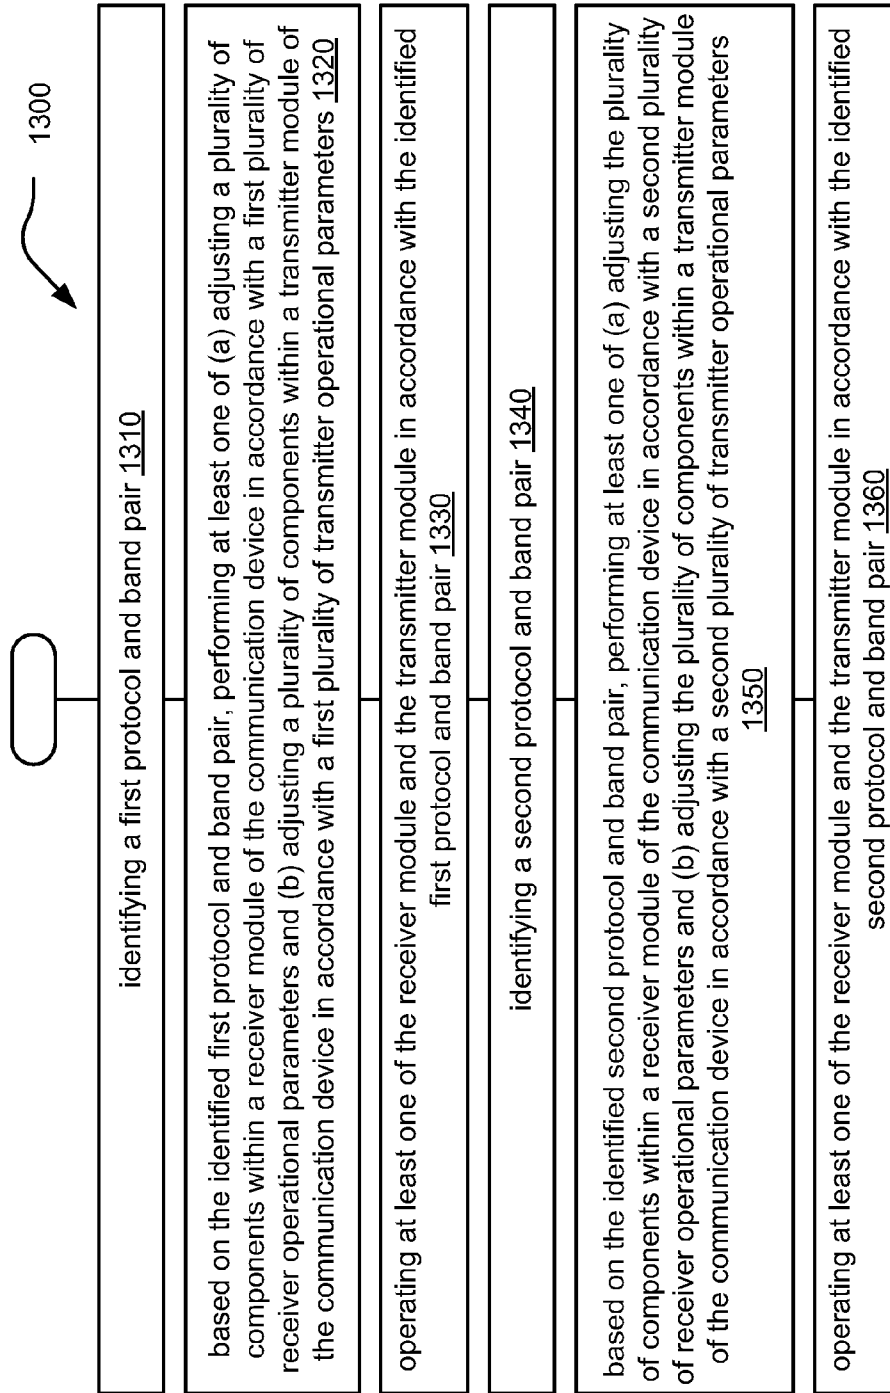 1300
identifying a first protocol and band pair 1310
based on the identified first protocol and band pair, performing at least one of (a) adjusting a plurality of
components within a receiver module of the communication device in accordance with a first plurality of
receiver operational parameters and (b) adjusting a plurality of components within a transmitter module of
the communication device in accordance with a first plurality of transmitter operational parameters 1320
operating at least one of the receiver module and the transmitter module in accordance with the identified
first protocol and band pair 1330
identifying a second protocol and band pair 1340
based on the identified second protocol and band pair, performing at least one of (a) adjusting the plurality
of components within a receiver module of the communication device in accordance with a second plurality
of receiver operational parameters and (b) adjusting the plurality of components within a transmitter module
of the communication device in accordance with a second plurality of transmitter operational parameters
1350
operating at least one of the receiver module and the transmitter module in accordance with the identified
second protocol and band pair 1360